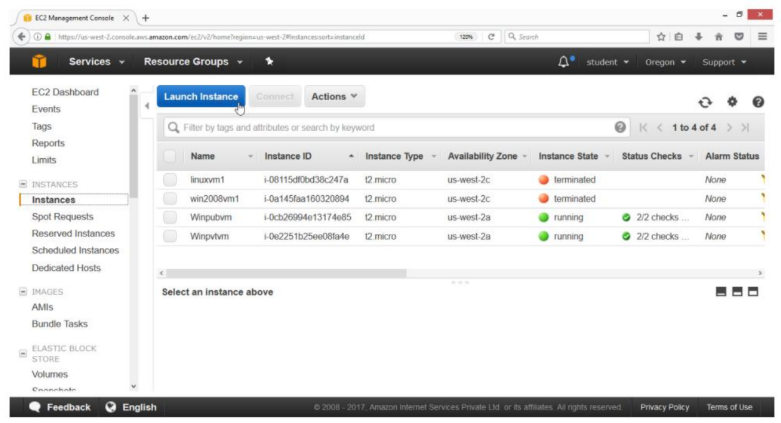 EC2 Management Console
https://us-west-2.console.aws.amazon.com/ec2/v2/home?region=us-west-2#Instances:sort=instanceId
120%
Search
Services
Resource Groups
student
Oregon
Support
EC2 Dashboard
Events
Tags
Reports
Limits
INSTANCES
Instances
Spot Requests
Reserved Instances
Scheduled Instances
Dedicated Hosts
IMAGES
AMIs
Bundle Tasks
ELASTIC BLOCK
STORE
Volumes
Snapshots
Launch Instance Connect Actions
Filter by tags and attributes or search by keyword
1 to 4 of 4
Name Instance ID Instance Type Availability Zone Instance State Status Checks Alarm Status
linuxvm1 i-08115df0bd38c247a t2.micro us-west-2c terminated None
win2008vm1 i-0a145faa160320894 t2.micro us-west-2c terminated None
Winpubvm i-0cb26994e13174e85 t2.micro us-west-2a running 2/2 checks ... None
Winpvtvm i-0e2251b25ee08fa4e t2.micro us-west-2a running 2/2 checks ... None
Select an instance above
Feedback English
© 2008 - 2017, Amazon Internet Services Private Ltd. or its affiliates. All rights reserved. Privacy Policy Terms of Use